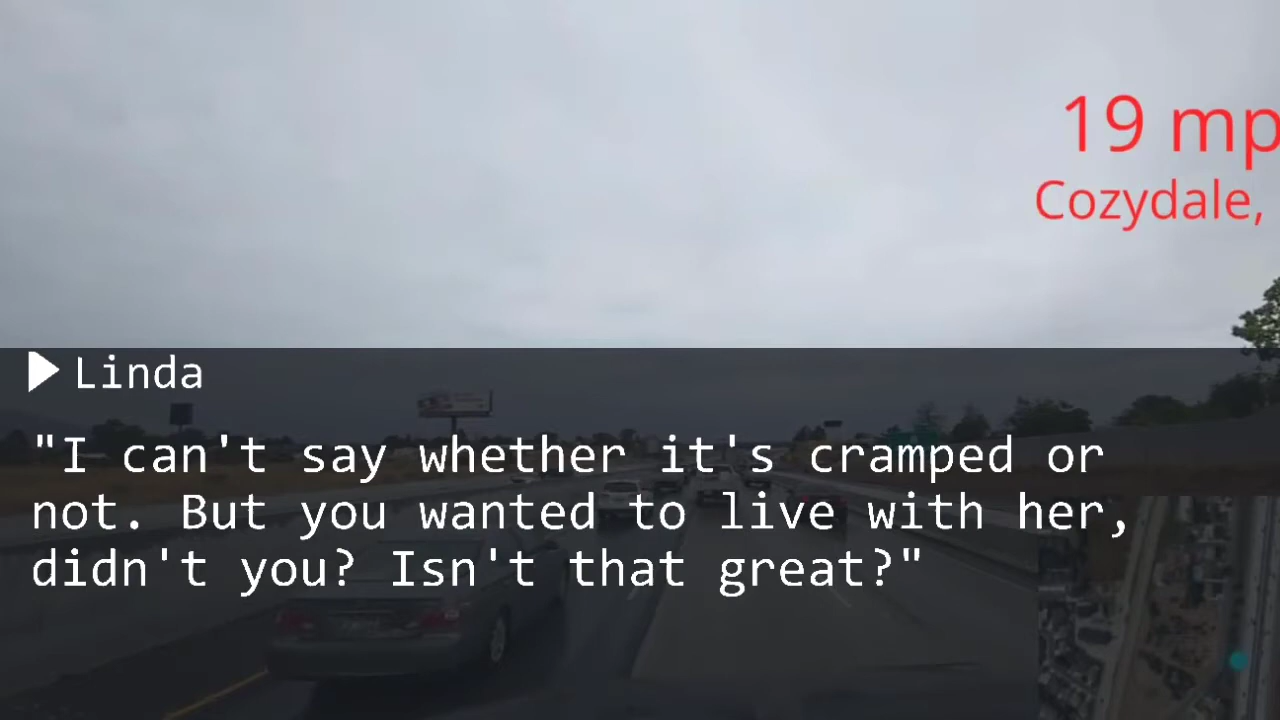 19 mp
Cozydale,
Linda
"I can't say whether it's cramped or
not. But you wanted to live with her,
didn't you? Isn't that great?"